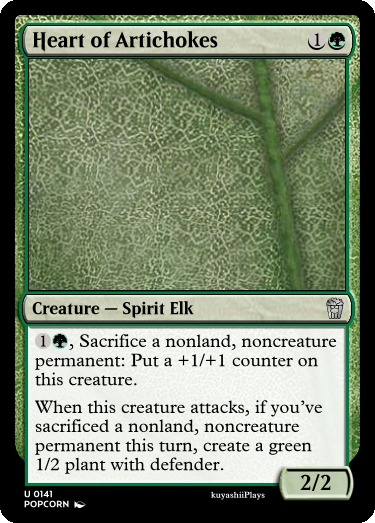 Heart of Artichokes 1
Creature — Spirit Elk
1, Sacrifice a nonland, noncreature
permanent: Put a +1/+1 counter on
this creature.
When this creature attacks, if you've
sacrificed a nonland, noncreature
permanent this turn, create a green
1/2 plant with defender.
2/2
U 0141
POPCORN
kuyashiiPlays